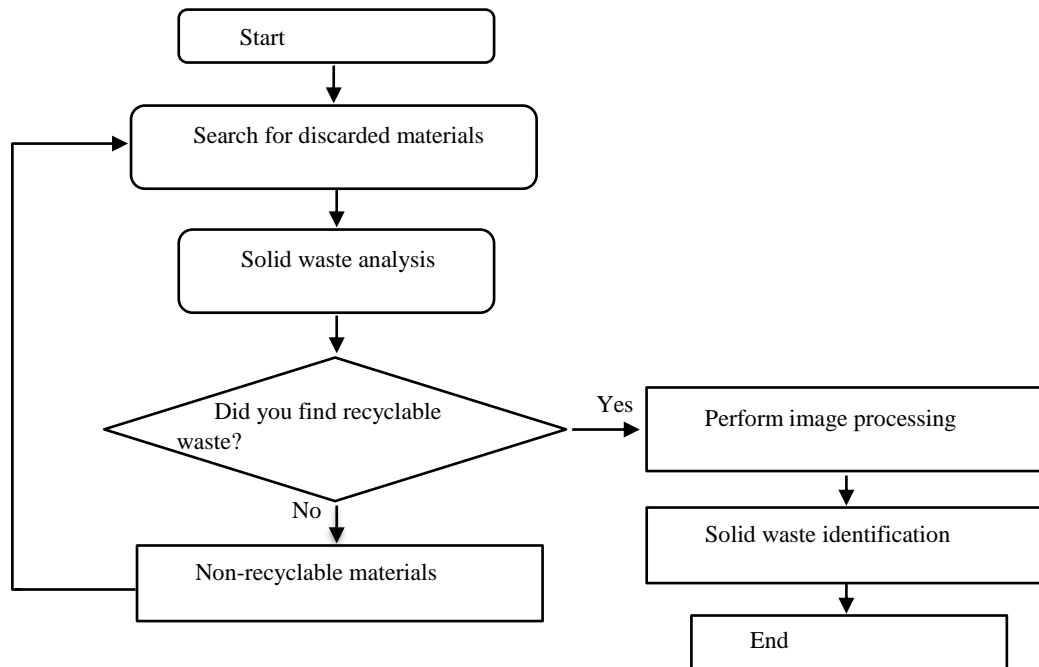 Start
Search for discarded materials
Solid waste analysis
Did you find recyclable
waste?
Yes
Perform image processing
No
Solid waste identification
Non-recyclable materials
End